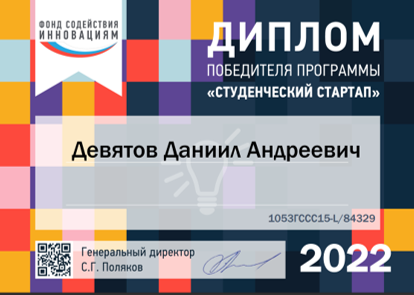 ФОНД СОДЕЙСТВИЯ
ИННОВАЦИЯМ
ДИПЛОМ
ПОБЕДИТЕЛЯ ПРОГРАММЫ
«СТУДЕНЧЕСКИЙ СТАРТАП»
Девятов Даниил Андреевич
1053ГССС15-L/84329
Генеральный директор
С.Г. Поляков
2022